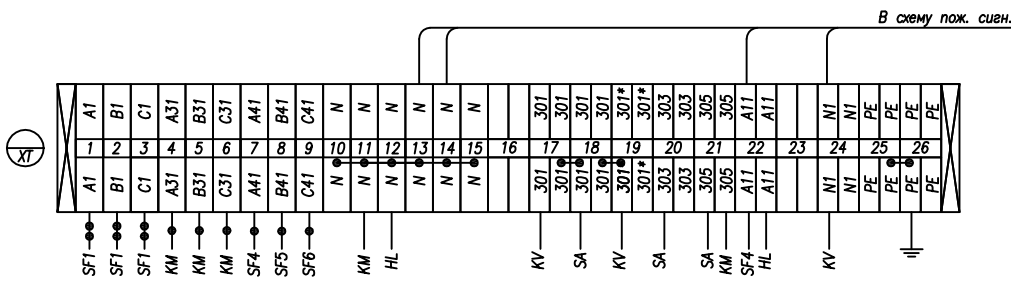 В схему пож. сигн.
A1 B1 C1 A31 B31 C31 A41 B41 C41 N N N N N N 301 301 301 301 301* 301* 303 303 305 305 A11 A11 N1 N1 PE PE PE PE
XT 1 2 3 4 5 6 7 8 9 10 11 12 13 14 15 16 17 18 19 20 21 22 23 24 25 26
A1 B1 C1 A31 B31 C31 A41 B41 C41 N N N N N N 301 301 301 301 301 301* 303 303 305 305 A11 A11 N1 N1 PE PE PE PE
SF1 SF1 SF1 KM KM KM SF4 SF5 SF6 KM HL KV SA KV SA SA KM SF4 HL KV